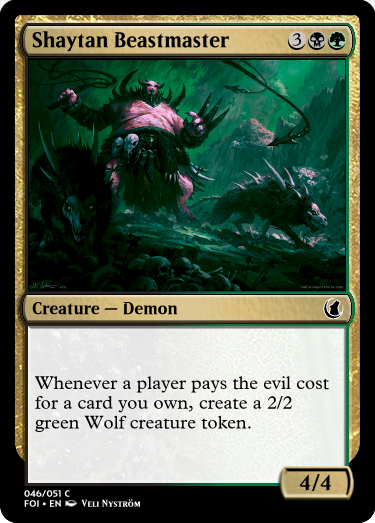 Shaytan Beastmaster 3
Creature — Demon
Whenever a player pays the evil cost
for a card you own, create a 2/2
green Wolf creature token.
4/4
046/051 C
FOI • EN Veli Nyström